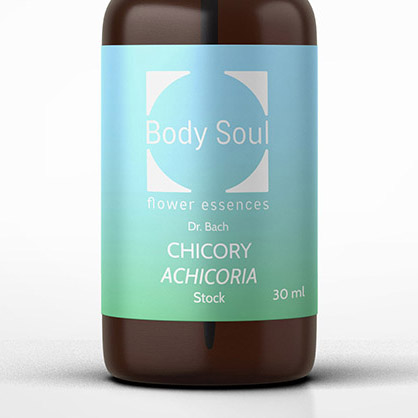 Body Soul
flower essences
Dr. Bach
CHICORY
ACHICORIA
Stock
30 ml